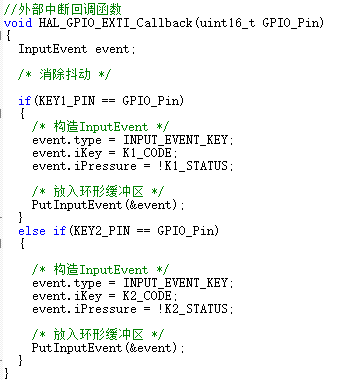 //外部中断回调函数
void HAL_GPIO_EXTI_Callback(uint16_t GPIO_Pin)
{
  InputEvent event;
  /* 消除抖动 */
  if(KEY1_PIN == GPIO_Pin)
  {
    /* 构造InputEvent */
    event.type = INPUT_EVENT_KEY;
    event.iKey = K1_CODE;
    event.iPressure = !K1_STATUS;
    /* 放入环形缓冲区 */
    PutInputEvent(&event);
  }
  else if(KEY2_PIN == GPIO_Pin)
  {
    /* 构造InputEvent */
    event.type = INPUT_EVENT_KEY;
    event.iKey = K2_CODE;
    event.iPressure = !K2_STATUS;
    /* 放入环形缓冲区 */
    PutInputEvent(&event);
  }
}